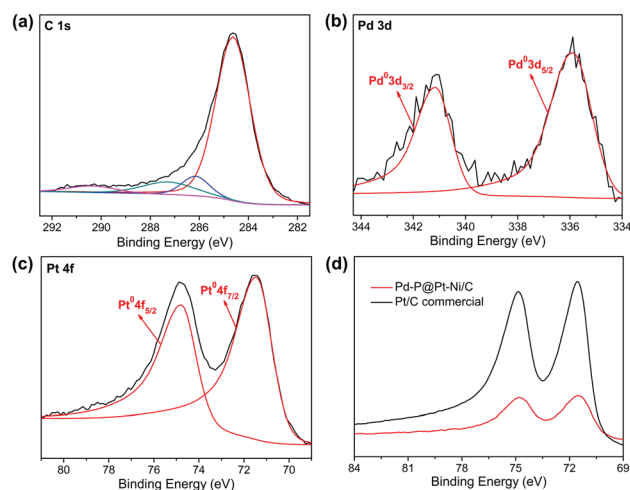 (a) C 1s
292 290 288 286 284 282
Binding Energy (eV)
(b) Pd 3d
Pd⁰3d₃/₂
Pd⁰3d₅/₂
344 342 340 338 336 334
Binding Energy (eV)
(c) Pt 4f
Pt⁰4f₅/₂
Pt⁰4f₇/₂
80 78 76 74 72 70
Binding Energy (eV)
(d)
Pd-P@Pt-Ni/C
Pt/C commercial
84 81 78 75 72 69
Binding Energy (eV)